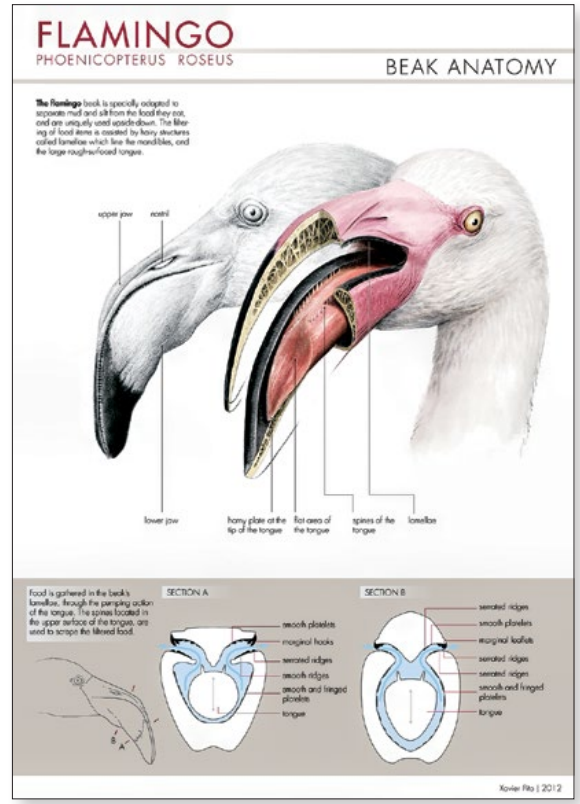 FLAMINGO
PHOENICOPTERUS ROSEUS
BEAK ANATOMY
The Flamingo beak is specially adapted to
separate mud and silt from the food they eat,
and are uniquely used upside-down. The filter-
ing of food items is assisted by hairy structures
called lamellae which line the mandibles, and
the large rough-surfaced tongue.
upper jaw
nostril
lower jaw
horny plate at the
tip of the tongue
flat area of
the tongue
spines of the
tongue
lamellae
Food is gathered in the beak's
lamellae, through the pumping action
of the tongue. The spines located in
the upper surface of the tongue, are
used to scrape the filtered food.
B
A
SECTION A
smooth platelets
marginal hooks
serrated ridges
smooth ridges
smooth and fringed
platelets
tongue
SECTION B
serrated ridges
smooth platelets
marginal leaflets
serrated ridges
serrated ridges
smooth and fringed
platelets
tongue
Xavier Pita | 2012